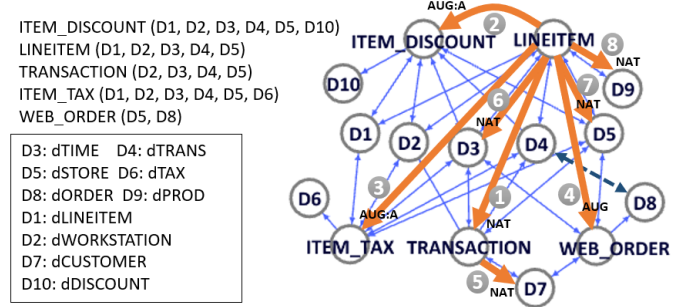 ITEM_DISCOUNT (D1, D2, D3, D4, D5, D10)
LINEITEM (D1, D2, D3, D4, D5)
TRANSACTION (D2, D3, D4, D5)
ITEM_TAX (D1, D2, D3, D4, D5, D6)
WEB_ORDER (D5, D8)
D3: dTIME D4: dTRANS
D5: dSTORE D6: dTAX
D8: dORDER D9: dPROD
D1: dLINEITEM
D2: dWORKSTATION
D7: dCUSTOMER
D10: dDISCOUNT
AUG:A
2
ITEM_DISCOUNT
LINEITEM
8
NAT
D10
D9
6
7
NAT
NAT
D1
D2
D3
D4
D5
3
1
4
D6
D8
AUG:A
NAT
AUG
ITEM_TAX
TRANSACTION
WEB_ORDER
5
NAT
D7